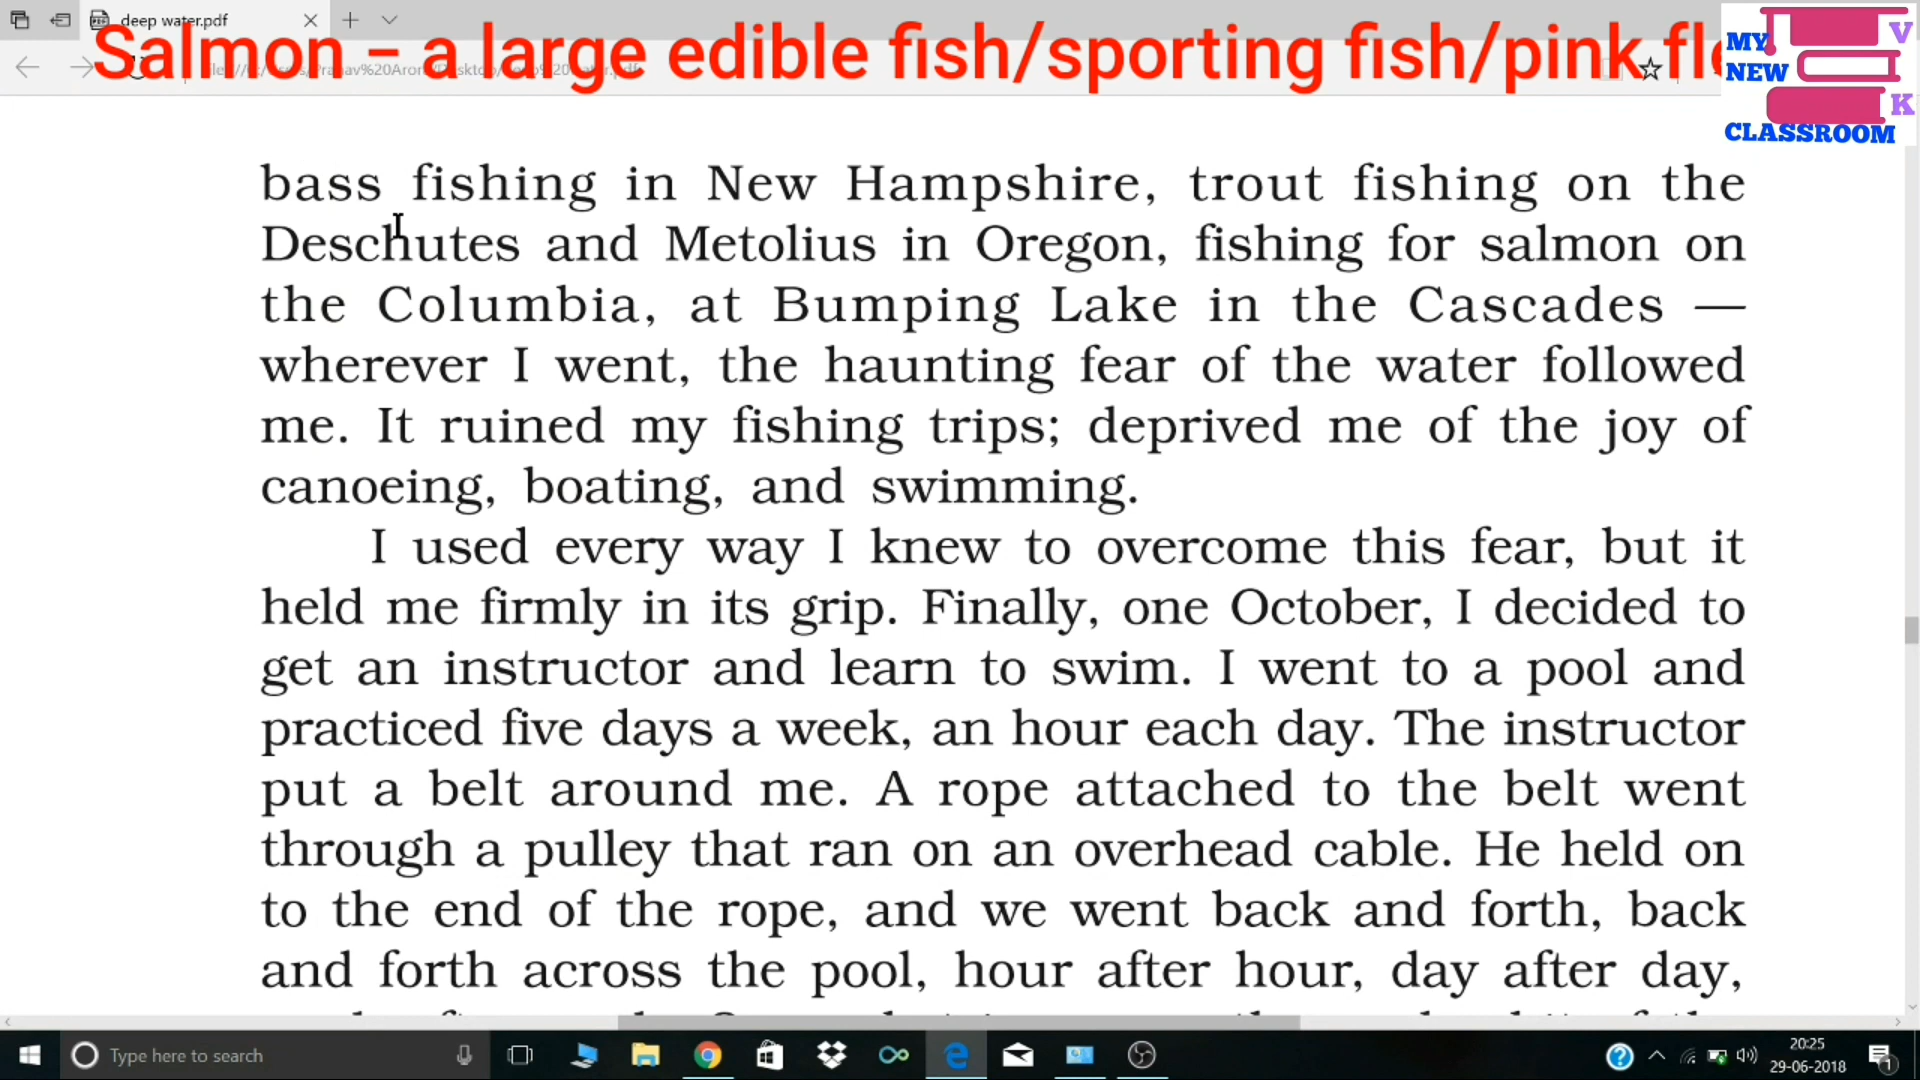 deep water.pdf
Salmon – a large edible fish/sporting fish/pink fl
MY
NEW
CLASSROOM
V
K
bass fishing in New Hampshire, trout fishing on the
Deschutes and Metolius in Oregon, fishing for salmon on
the Columbia, at Bumping Lake in the Cascades —
wherever I went, the haunting fear of the water followed
me. It ruined my fishing trips; deprived me of the joy of
canoeing, boating, and swimming.
I used every way I knew to overcome this fear, but it
held me firmly in its grip. Finally, one October, I decided to
get an instructor and learn to swim. I went to a pool and
practiced five days a week, an hour each day. The instructor
put a belt around me. A rope attached to the belt went
through a pulley that ran on an overhead cable. He held on
to the end of the rope, and we went back and forth, back
and forth across the pool, hour after hour, day after day,
Type here to search
20:25
29-06-2018
1